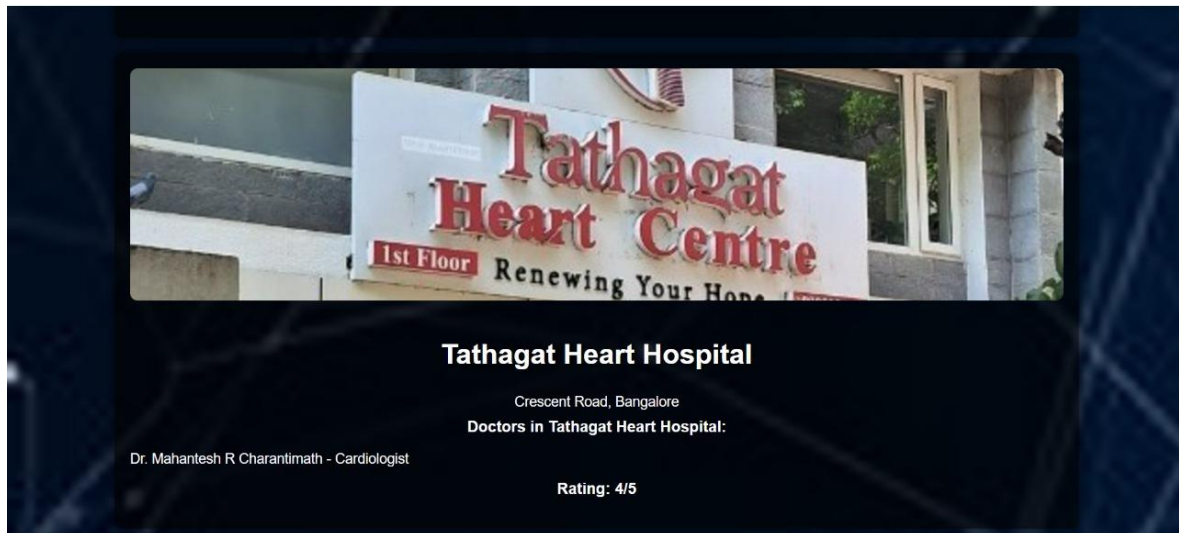 Tathagat
Heart Centre
1st Floor
Renewing Your Hope
Tathagat Heart Hospital
Crescent Road, Bangalore
Doctors in Tathagat Heart Hospital:
Dr. Mahantesh R Charantimath - Cardiologist
Rating: 4/5